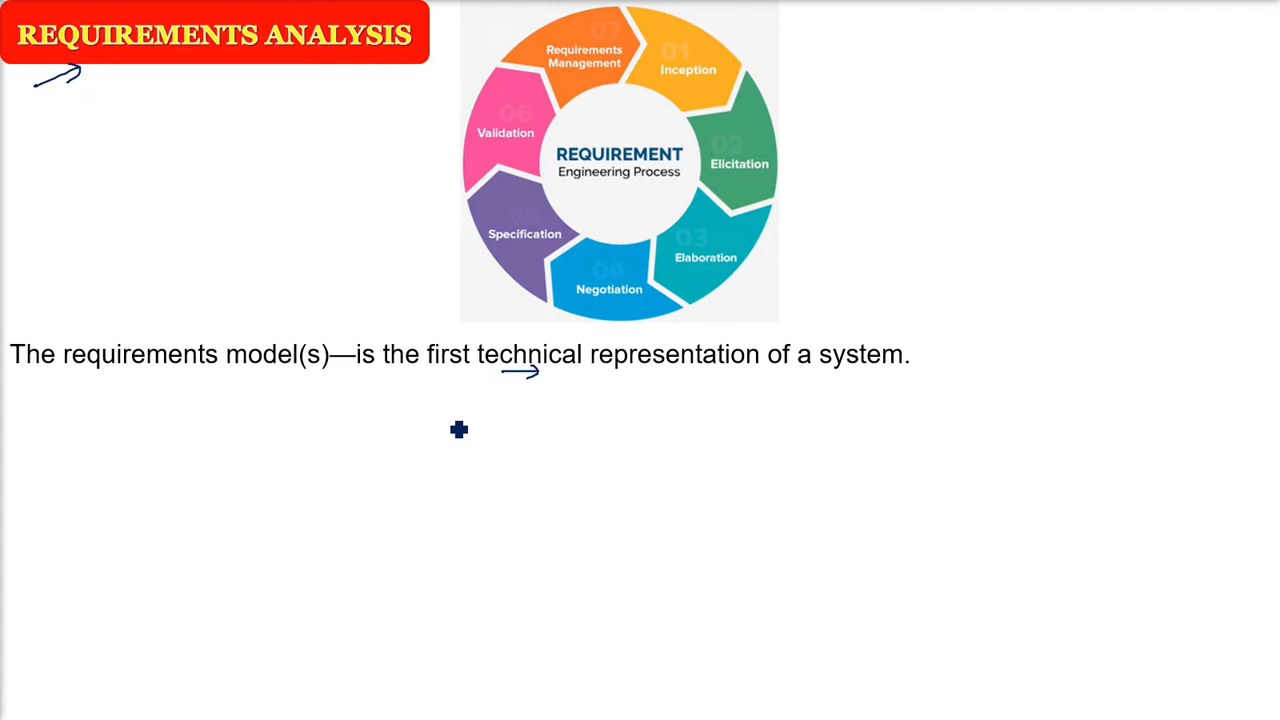 REQUIREMENTS ANALYSIS
07
Requirements
Management
01
Inception
02
Elicitation
03
Elaboration
04
Negotiation
Specification
06
Validation
REQUIREMENT
Engineering Process
The requirements model(s)—is the first technical representation of a system.